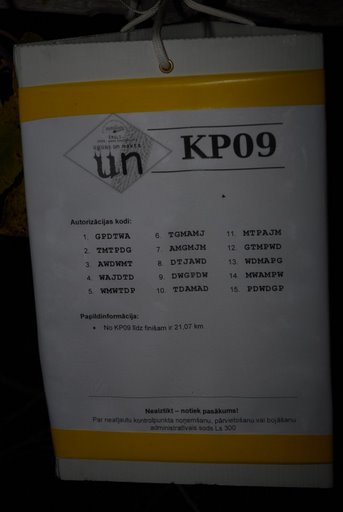 un
KP09
Autorizācijas kodi:
1. GPDTWA 6. TGMAMJ 11. MTPAJM
2. TMTPDG 7. AMGMJM 12. GTMPWD
3. AWDWMT 8. DTJAWD 13. WDMAPG
4. WAJDTD 9. DWGPDW 14. MWAMPW
5. WMWTDP 10. TDAMAD 15. PDWDGP
Papildinformācija:
• No KP09 līdz finišam ir 21,07 km
Neaiztikt – notiek pasākums!
Par neatļautu kontrolpunkta noņemšanu, pārvietošanu vai bojāšanu
administratīvais sods Ls 300